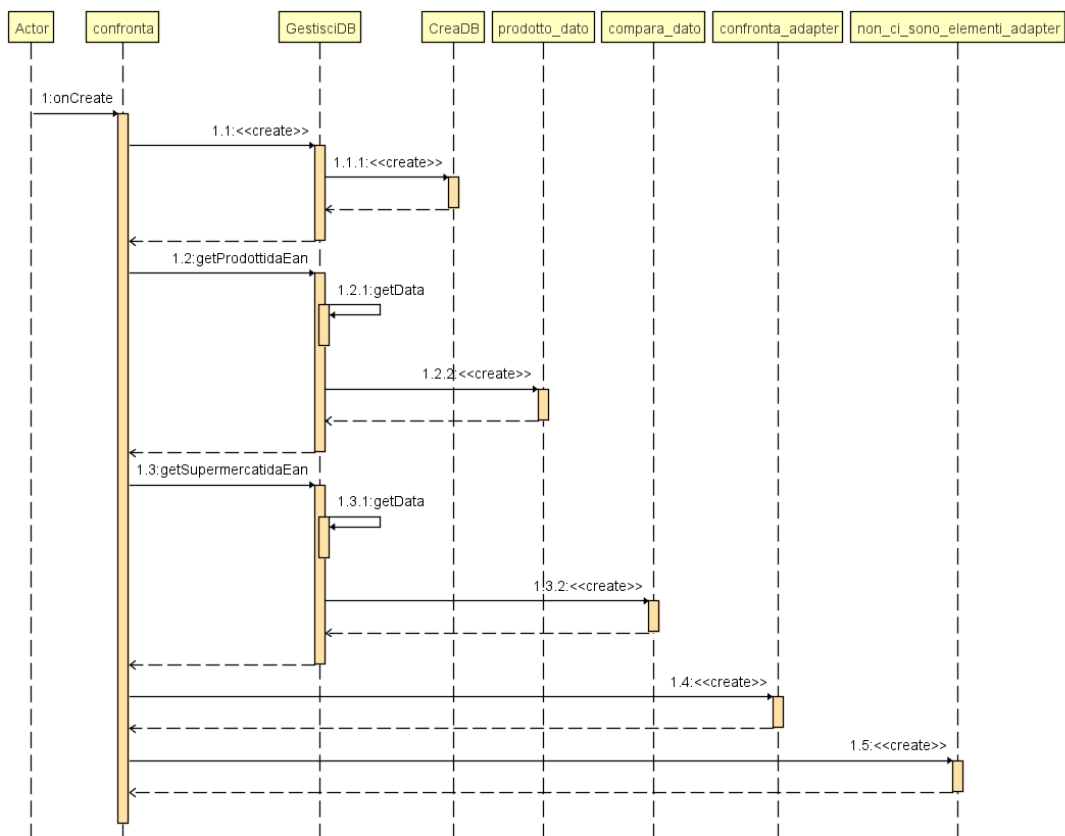 Actor
confronta
GestisciDB
CreaDB
prodotto_dato
compara_dato
confronta_adapter
non_ci_sono_elementi_adapter
1:onCreate
1.1:<<create>>
1.1.1:<<create>>
1.2:getProdottidaEan
1.2.1:getData
1.2.2:<<create>>
1.3:getSupermercatidaEan
1.3.1:getData
1.3.2:<<create>>
1.4:<<create>>
1.5:<<create>>